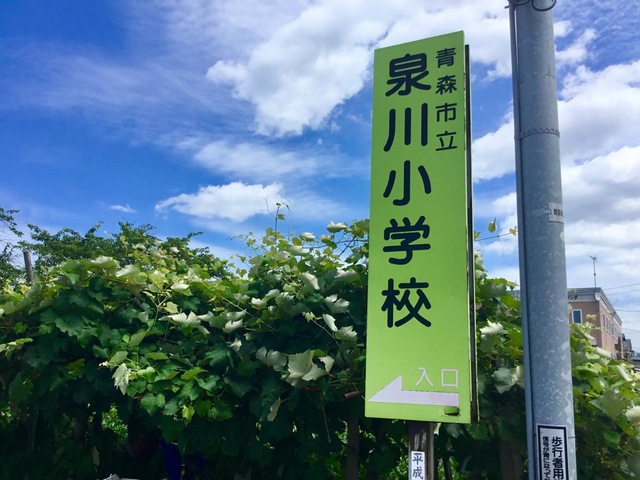 青森市立
泉川小学校
入口
平成
歩行者用